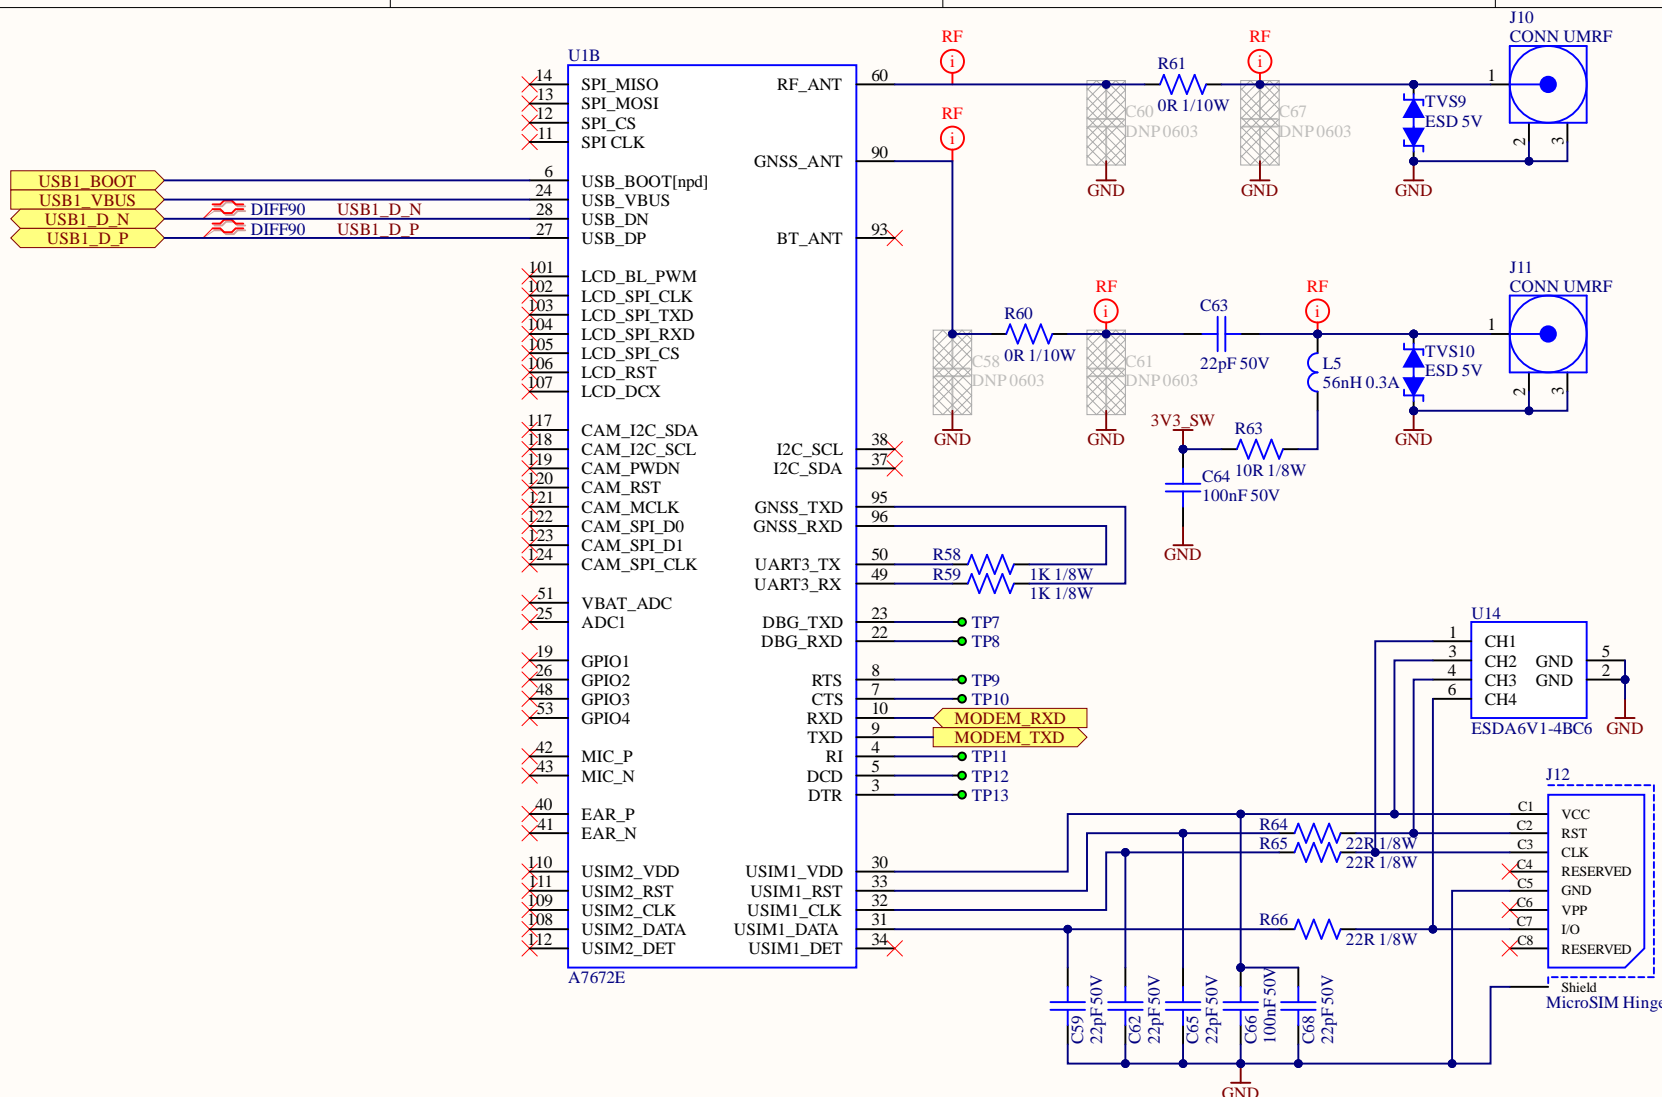 J10
CONN UMRF
RF
i
RF
i
U1B
R61
0R 1/10W
C60
DNP 0603
C67
DNP 0603
TVS9
ESD 5V
1
2
3
GND
GND
GND
14 SPI_MISO
13 SPI_MOSI
12 SPI_CS
11 SPI CLK
RF_ANT 60
RF
i
GNSS_ANT 90
USB1_BOOT
6 USB_BOOT[npd]
USB1_VBUS
24 USB_VBUS
USB1_D_N
DIFF90 USB1_D_N
28 USB_DN
USB1_D_P
DIFF90 USB1_D_P
27 USB_DP
BT_ANT 93
101 LCD_BL_PWM
102 LCD_SPI_CLK
103 LCD_SPI_TXD
104 LCD_SPI_RXD
105 LCD_SPI_CS
106 LCD_RST
107 LCD_DCX
J11
CONN UMRF
RF
i
RF
i
R60
0R 1/10W
C63
22pF 50V
C58
DNP 0603
C61
DNP 0603
L5
56nH 0.3A
TVS10
ESD 5V
1
2
3
GND
GND
GND
3V3_SW
R63
10R 1/8W
C64
100nF 50V
GND
117 CAM_I2C_SDA
118 CAM_I2C_SCL
119 CAM_PWDN
120 CAM_RST
121 CAM_MCLK
122 CAM_SPI_D0
123 CAM_SPI_D1
124 CAM_SPI_CLK
I2C_SCL 38
I2C_SDA 37
GNSS_TXD 95
GNSS_RXD 96
UART3_TX 50
UART3_RX 49
R58
1K 1/8W
R59
1K 1/8W
51 VBAT_ADC
25 ADC1
DBG_TXD 23 TP7
DBG_RXD 22 TP8
19 GPIO1
26 GPIO2
48 GPIO3
53 GPIO4
RTS 8 TP9
CTS 7 TP10
RXD 10 MODEM_RXD
TXD 9 MODEM_TXD
RI 4 TP11
DCD 5 TP12
DTR 3 TP13
42 MIC_P
43 MIC_N
40 EAR_P
41 EAR_N
110 USIM2_VDD
111 USIM2_RST
109 USIM2_CLK
108 USIM2_DATA
112 USIM2_DET
USIM1_VDD 30
USIM1_RST 33
USIM1_CLK 32
USIM1_DATA 31
USIM1_DET 34
A7672E
U14
1 CH1
3 CH2
4 CH3
6 CH4
GND 5
GND 2
ESDA6V1-4BC6
GND
J12
C1 VCC
C2 RST
C3 CLK
C4 RESERVED
C5 GND
C6 VPP
C7 I/O
C8 RESERVED
Shield
MicroSIM Hinge
R64
22R 1/8W
R65
22R 1/8W
R66
22R 1/8W
C59
22pF 50V
C62
22pF 50V
C65
22pF 50V
C66
100nF 50V
C68
22pF 50V
GND